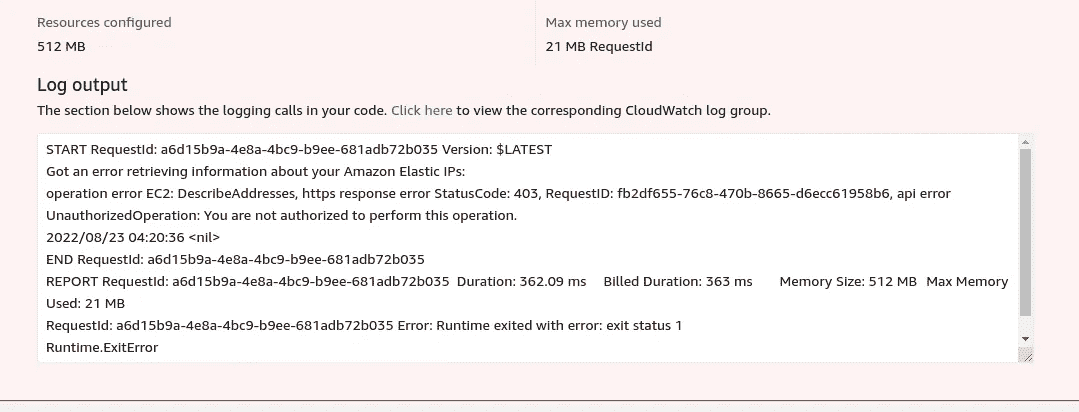 Resources configured
Max memory used
512 MB
21 MB RequestId
Log output
The section below shows the logging calls in your code. Click here to view the corresponding CloudWatch log group.
START RequestId: a6d15b9a-4e8a-4bc9-b9ee-681adb72b035 Version: $LATEST
Got an error retrieving information about your Amazon Elastic IPs:
operation error EC2: DescribeAddresses, https response error StatusCode: 403, RequestID: fb2df655-76c8-470b-8665-d6ecc61958b6, api error
UnauthorizedOperation: You are not authorized to perform this operation.
2022/08/23 04:20:36 <nil>
END RequestId: a6d15b9a-4e8a-4bc9-b9ee-681adb72b035
REPORT RequestId: a6d15b9a-4e8a-4bc9-b9ee-681adb72b035 Duration: 362.09 ms Billed Duration: 363 ms Memory Size: 512 MB Max Memory
Used: 21 MB
RequestId: a6d15b9a-4e8a-4bc9-b9ee-681adb72b035 Error: Runtime exited with error: exit status 1
Runtime.ExitError